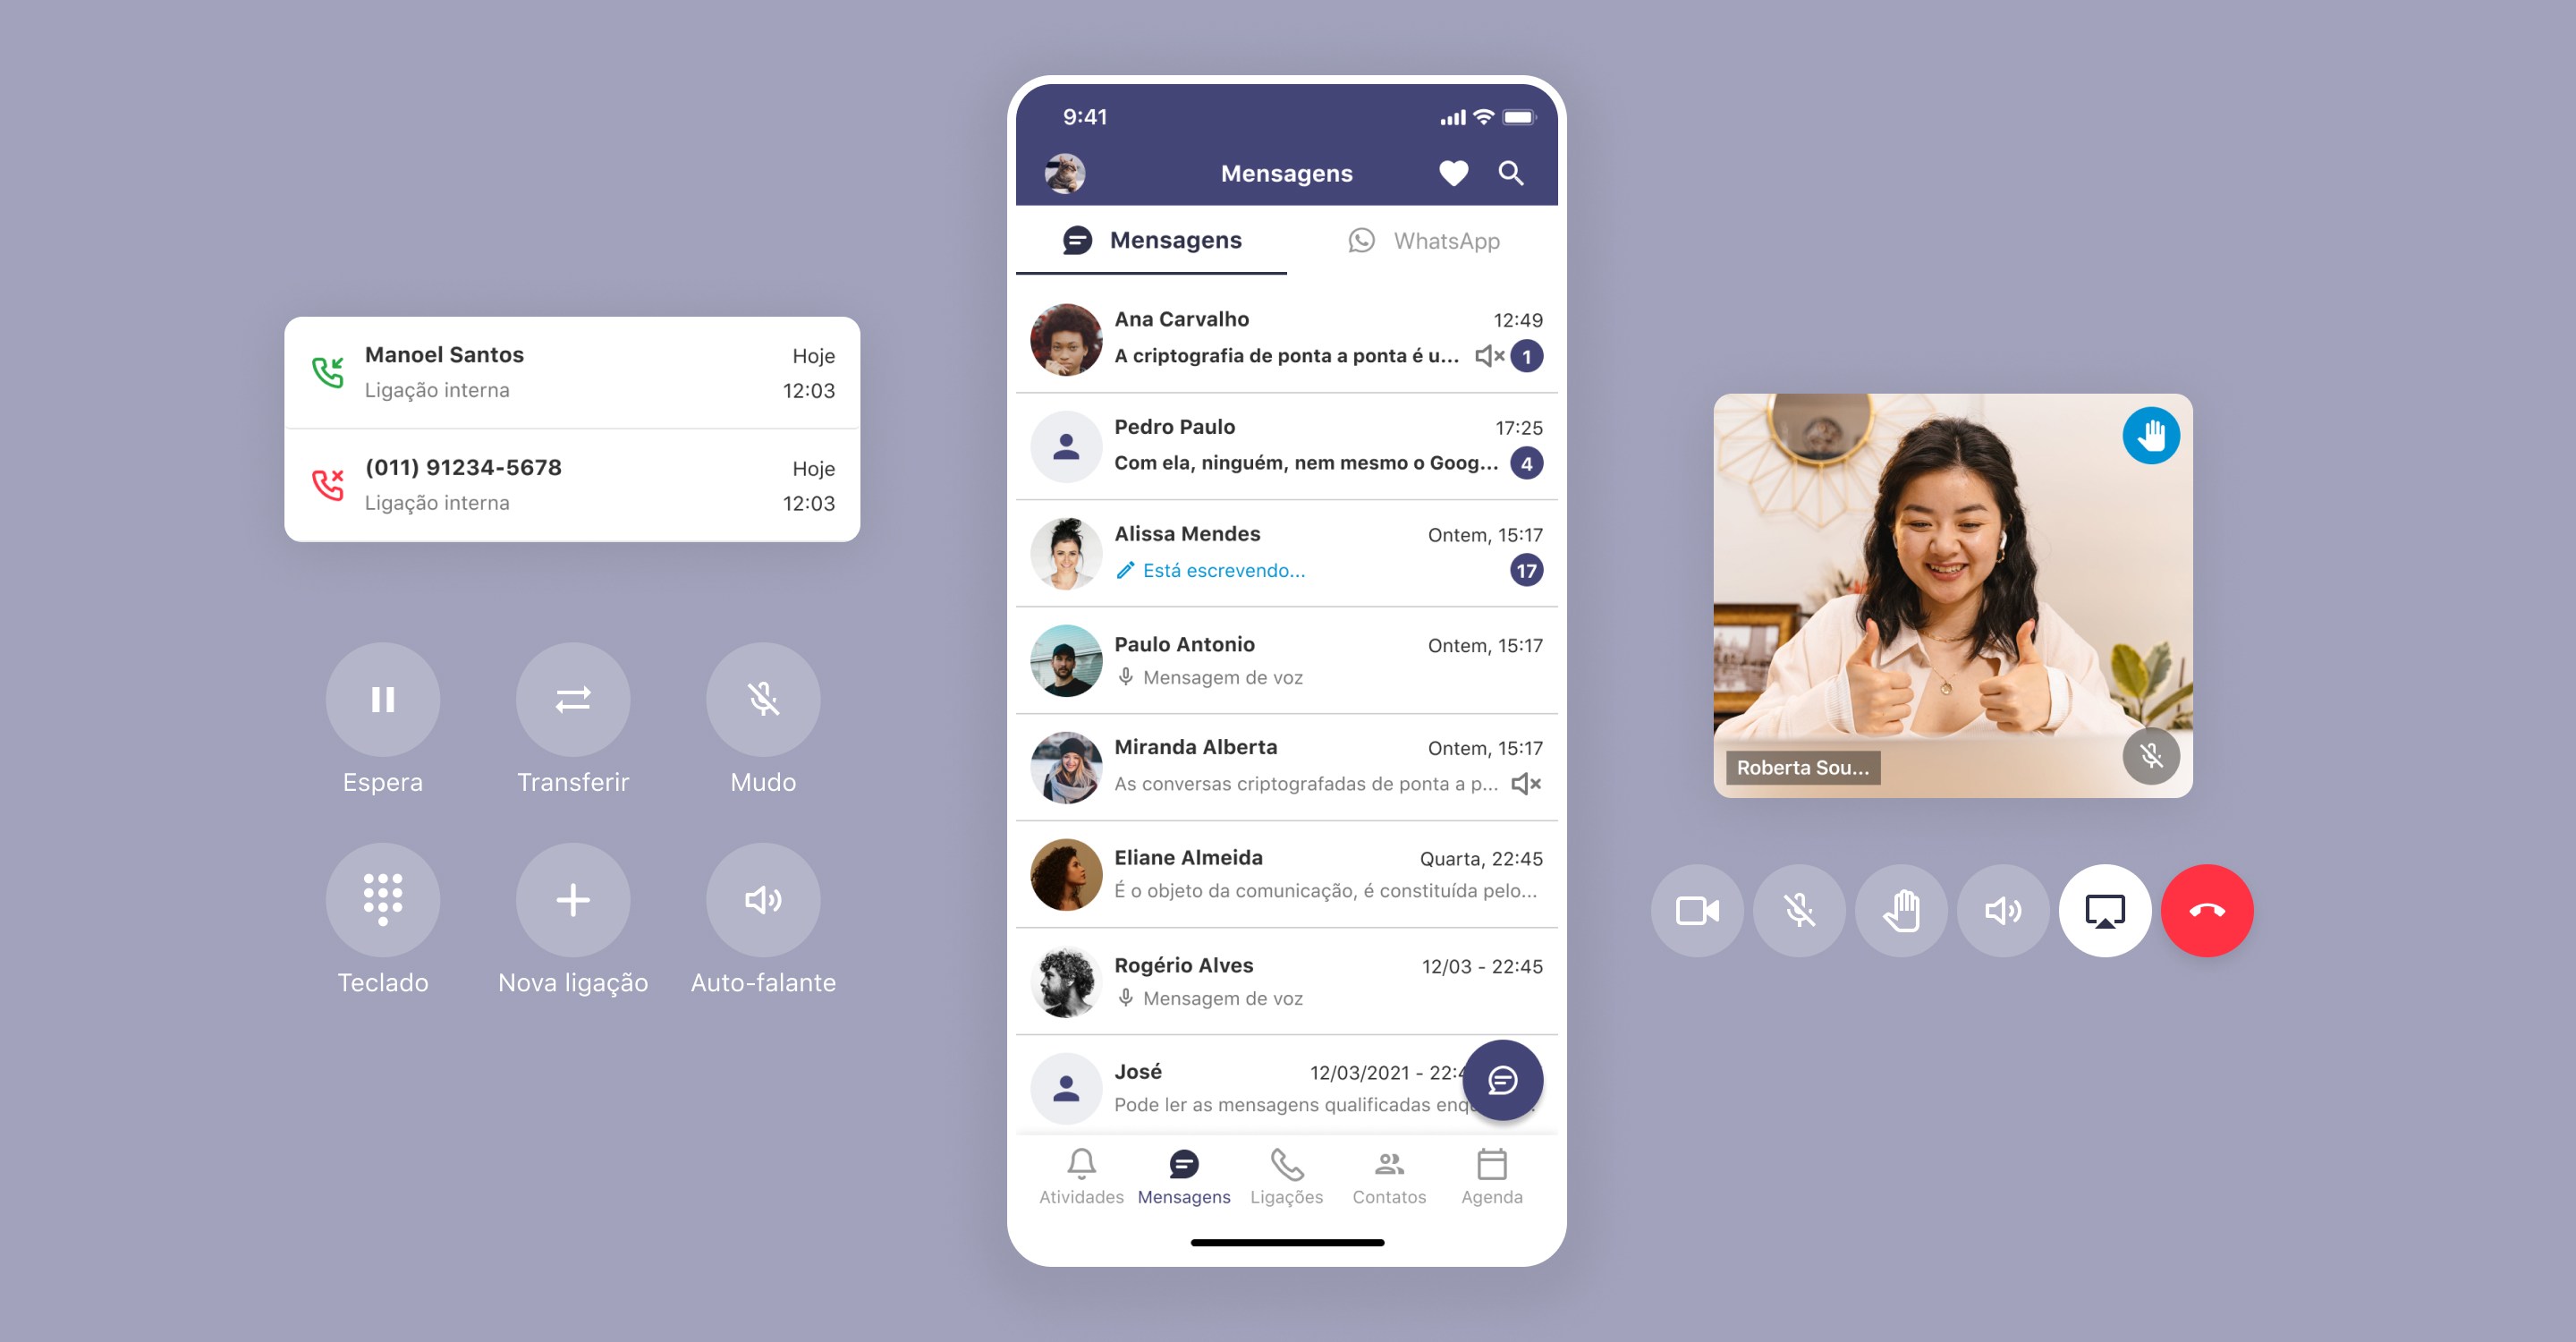 Manoel Santos
Hoje
Ligação interna
12:03
(011) 91234-5678
Hoje
Ligação interna
12:03
Espera
Transferir
Mudo
Teclado
Nova ligação
Auto-falante
9:41
Mensagens
Mensagens
WhatsApp
Ana Carvalho
12:49
A criptografia de ponta a ponta é u...
1
Pedro Paulo
17:25
Com ela, ninguém, nem mesmo o Goog...
4
Alissa Mendes
Ontem, 15:17
Está escrevendo...
17
Paulo Antonio
Ontem, 15:17
Mensagem de voz
Miranda Alberta
Ontem, 15:17
As conversas criptografadas de ponta a p...
Eliane Almeida
Quarta, 22:45
É o objeto da comunicação, é constituída pelo...
Rogério Alves
12/03 - 22:45
Mensagem de voz
José
12/03/2021 - 22:4
Pode ler as mensagens qualificadas enq
Atividades
Mensagens
Ligações
Contatos
Agenda
Roberta Sou...